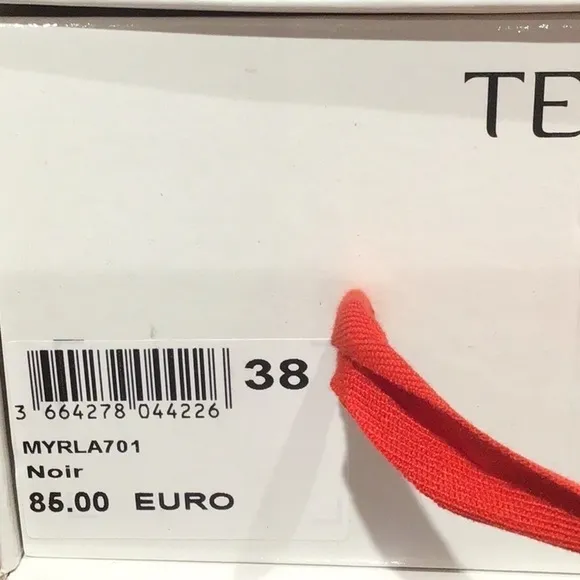 TE
38
3 664278 044226
MYRLA701
Noir
85.00 EURO